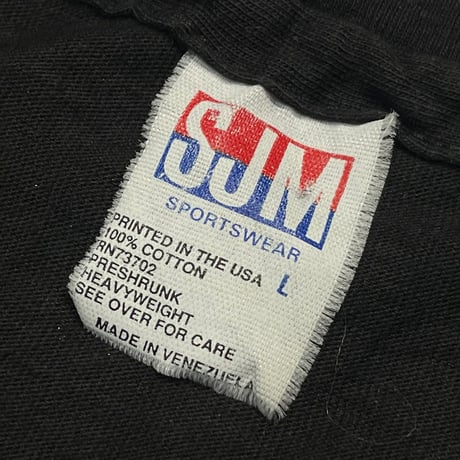 SJM
SPORTSWEAR
PRINTED IN THE USA
100% COTTON L
RN73702
PRESHRUNK
HEAVYWEIGHT
SEE OVER FOR CARE
MADE IN VENEZUELA